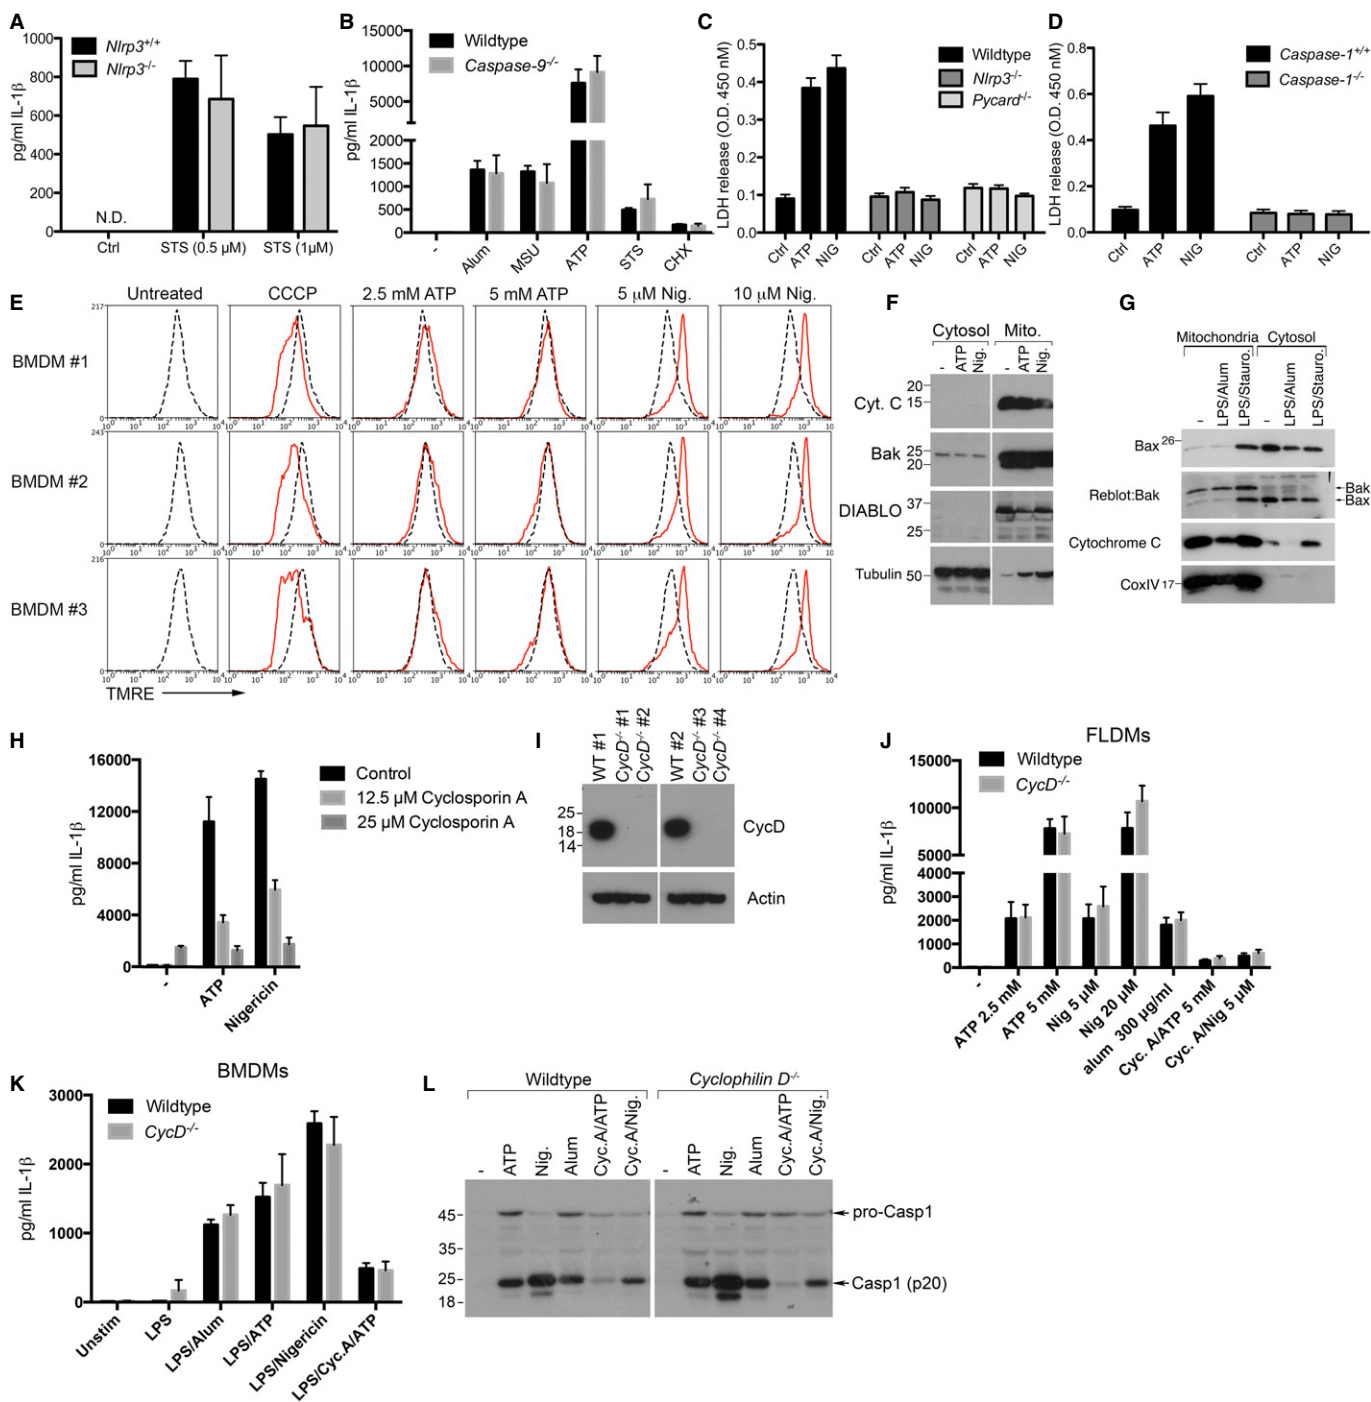 A
pg/ml IL-1β
1000
800
600
400
200
0
Nlrp3+/+
Nlrp3-/-
N.D.
Ctrl
STS (0.5 µM)
STS (1µM)
B
pg/ml IL-1β
15000
10000
5000
2000
1500
1000
500
0
Wildtype
Caspase-9-/-
-
Alum
MSU
ATP
STS
CHX
C
LDH release (O.D. 450 nM)
0.5
0.4
0.3
0.2
0.1
0.0
Wildtype
Nlrp3-/-
Pycard-/-
Ctrl
ATP
NIG
Ctrl
ATP
NIG
Ctrl
ATP
NIG
D
LDH release (O.D. 450 nM)
0.8
0.6
0.4
0.2
0.0
Caspase-1+/+
Caspase-1-/-
Ctrl
ATP
NIG
Ctrl
ATP
NIG
E
Untreated
CCCP
2.5 mM ATP
5 mM ATP
5 µM Nig.
10 µM Nig.
BMDM #1
217
0
BMDM #2
243
0
BMDM #3
216
0
TMRE
F
Cytosol
Mito.
-
ATP
Nig.
-
ATP
Nig.
Cyt. C
20
15
Bak
25
20
DIABLO
37
25
Tubulin
50
G
Mitochondria
Cytosol
-
LPS/Alum
LPS/Stauro.
-
LPS/Alum
LPS/Stauro.
Bax 26
Reblot:Bak
Bak
Bax
Cytochrome C
CoxIV 17
H
pg/ml IL-1β
16000
12000
8000
4000
0
Control
12.5 µM Cyclosporin A
25 µM Cyclosporin A
-
ATP
Nigericin
I
WT #1
CycD-/- #1
CycD-/- #2
WT #2
CycD-/- #3
CycD-/- #4
25
18
14
CycD
Actin
J
FLDMs
pg/ml IL-1β
15000
10000
5000
4000
3000
2000
1000
0
Wildtype
CycD-/-
-
ATP 2.5 mM
ATP 5 mM
Nig 5 µM
Nig 20 µM
alum 300 µg/ml
Cyc. A/ATP 5 mM
Cyc. A/Nig 5 µM
K
BMDMs
pg/ml IL-1β
3000
2000
1000
0
Wildtype
CycD-/-
Unstim
LPS
LPS/Alum
LPS/ATP
LPS/Nigericin
LPS/Cyc.A/ATP
L
Wildtype
Cyclophilin D-/-
-
ATP
Nig.
Alum
Cyc.A/ATP
Cyc.A/Nig.
-
ATP
Nig.
Alum
Cyc.A/ATP
Cyc.A/Nig.
45
35
25
18
pro-Casp1
Casp1 (p20)